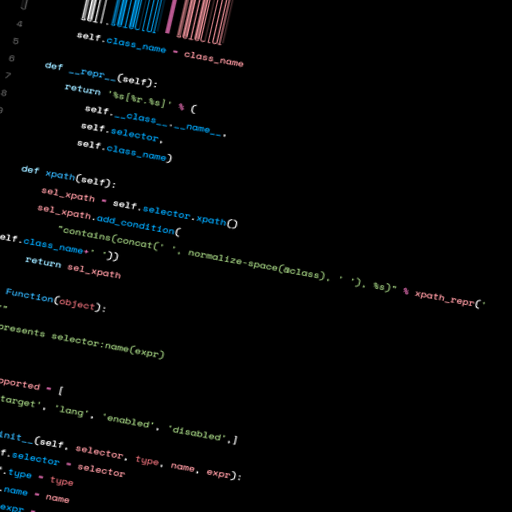 4
5 self.class_name = class_name
6
7 def __repr__(self):
8 return '%s[%r.%s]' % (
9 self.__class__.__name__,
self.selector,
self.class_name)
def xpath(self):
sel_xpath = self.selector.xpath()
sel_xpath.add_condition(
"contains(concat(' ', normalize-space(@class), ' '), %s)" % xpath_repr('
elf.class_name+' '))
return sel_xpath
Function(object):
"
presents selector:name(expr)
pported = [
target', 'lang', 'enabled', 'disabled',]
init__(self, selector, type, name, expr):
f.selector = selector
.type = type
.name = name
expr =